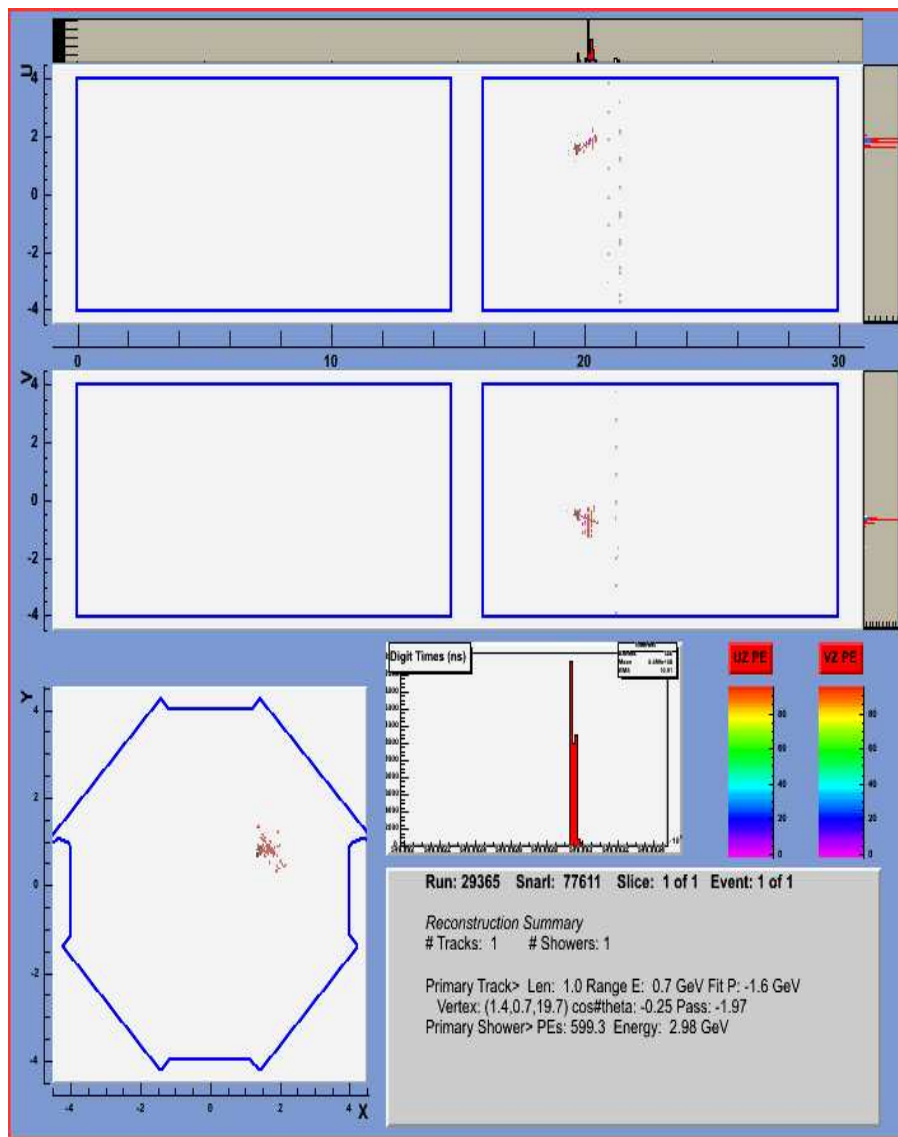 U
4
2
0
-2
-4
0 10 20 30
V
4
2
0
-2
-4
Digit Times (ns)
Mean
RMS
UZ PE
VZ PE
80
60
40
20
0
80
60
40
20
0
Y
4
2
0
-2
-4
-4 -2 0 2 4
X
Run: 29365 Snarl: 77611 Slice: 1 of 1 Event: 1 of 1
Reconstruction Summary
# Tracks: 1 # Showers: 1
Primary Track> Len: 1.0 Range E: 0.7 GeV Fit P: -1.6 GeV
Vertex: (1.4,0.7,19.7) cos#theta: -0.25 Pass: -1.97
Primary Shower> PEs: 599.3 Energy: 2.98 GeV